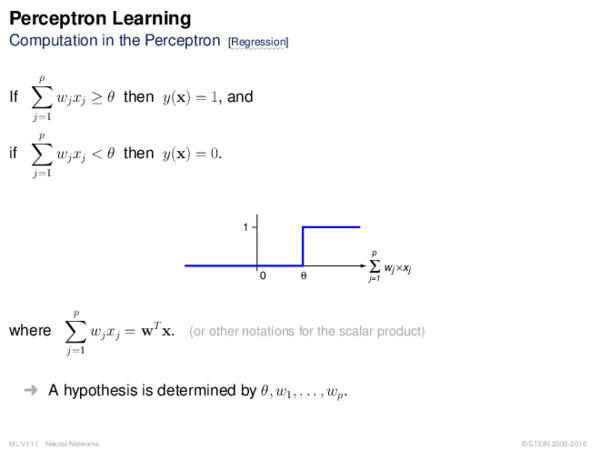 Perceptron Learning
Computation in the Perceptron [Regression]
If ∑_{j=1}^{p} w_j x_j ≥ θ then y(x) = 1, and
if ∑_{j=1}^{p} w_j x_j < θ then y(x) = 0.
1
0 θ ∑_{j=1}^{p} w_j×x_j
where ∑_{j=1}^{p} w_j x_j = w^T x. (or other notations for the scalar product)
➜ A hypothesis is determined by θ, w_1, . . . , w_p.
ML:VI-11 Neural Networks ©STEIN 2005-2018